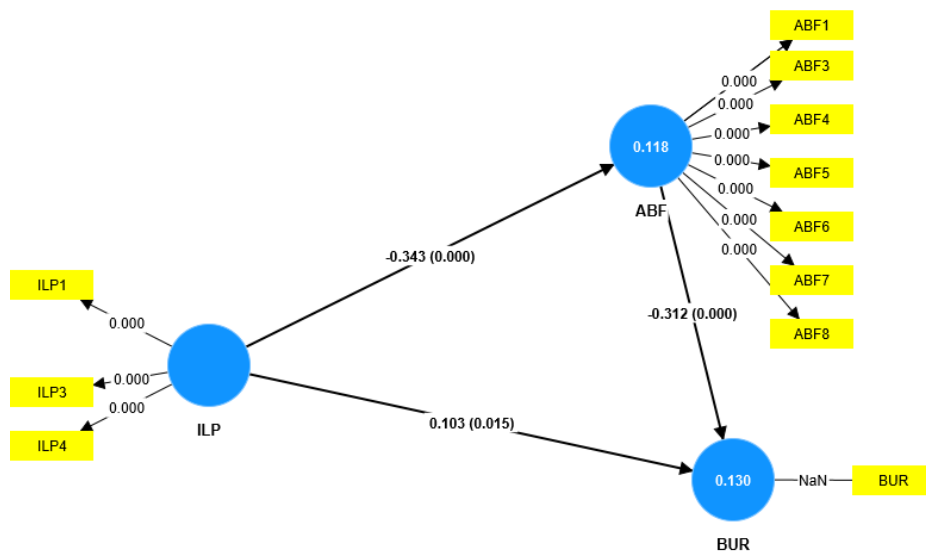 ABF1
0.000
ABF3
0.000
ABF4
0.000
0.118
0.000
ABF5
0.000
ABF
ABF6
0.000
0.000
-0.343 (0.000)
ABF7
ILP1
-0.312 (0.000)
0.000
ABF8
0.000
ILP3
0.000
0.103 (0.015)
ILP
ILP4
0.130
NaN
BUR
BUR